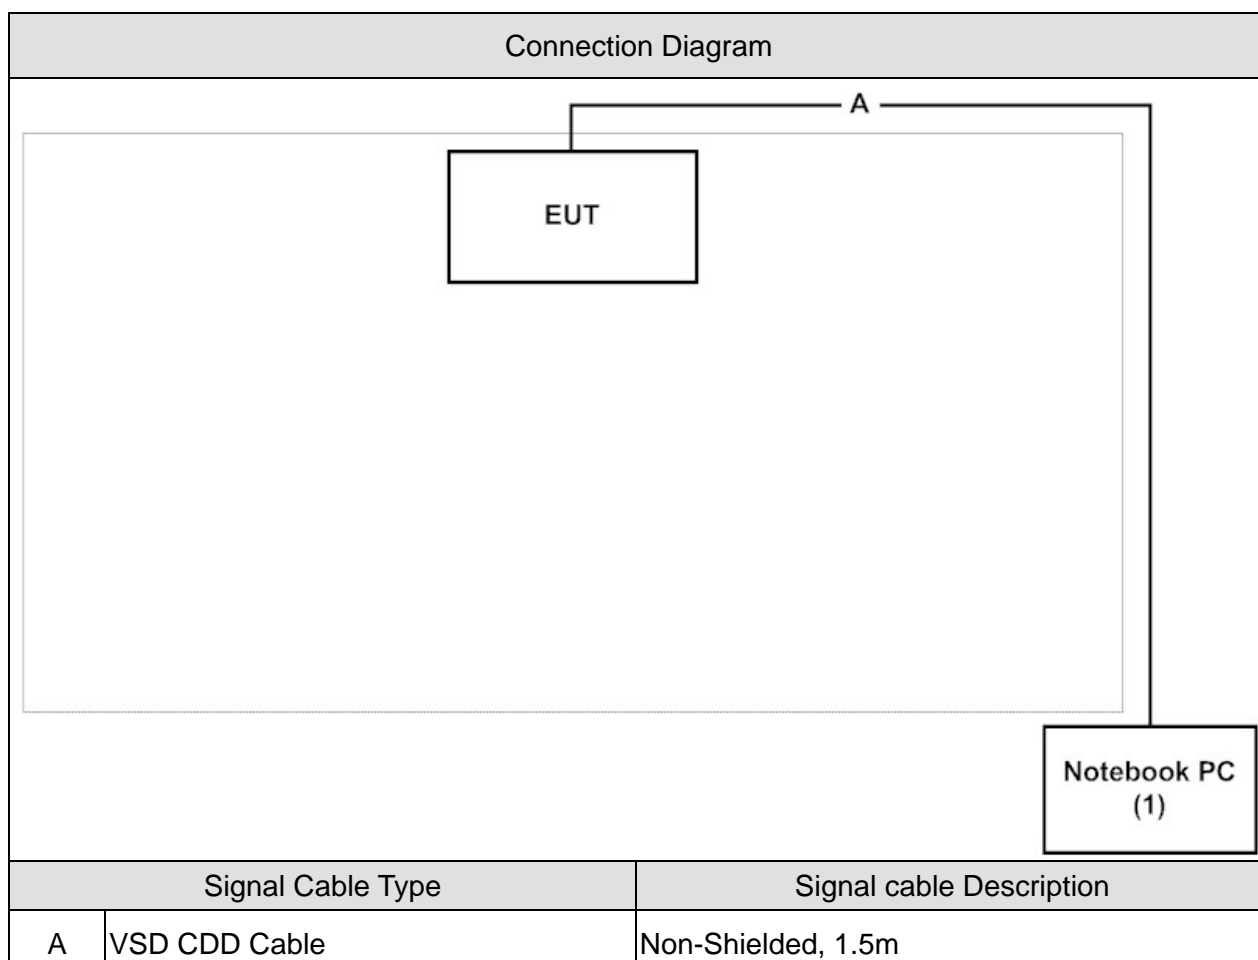 Connection Diagram
A
EUT
Notebook PC
(1)
Signal Cable Type Signal cable Description
A VSD CDD Cable Non-Shielded, 1.5m